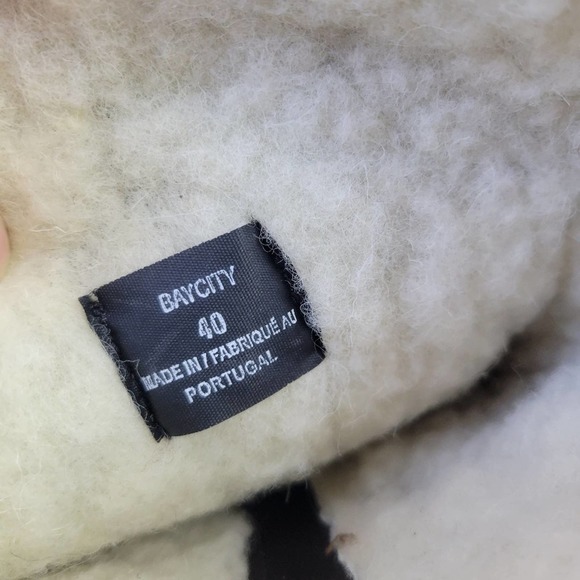 BAYCITY
40
MADE IN / FABRIQUÉ AU
PORTUGAL